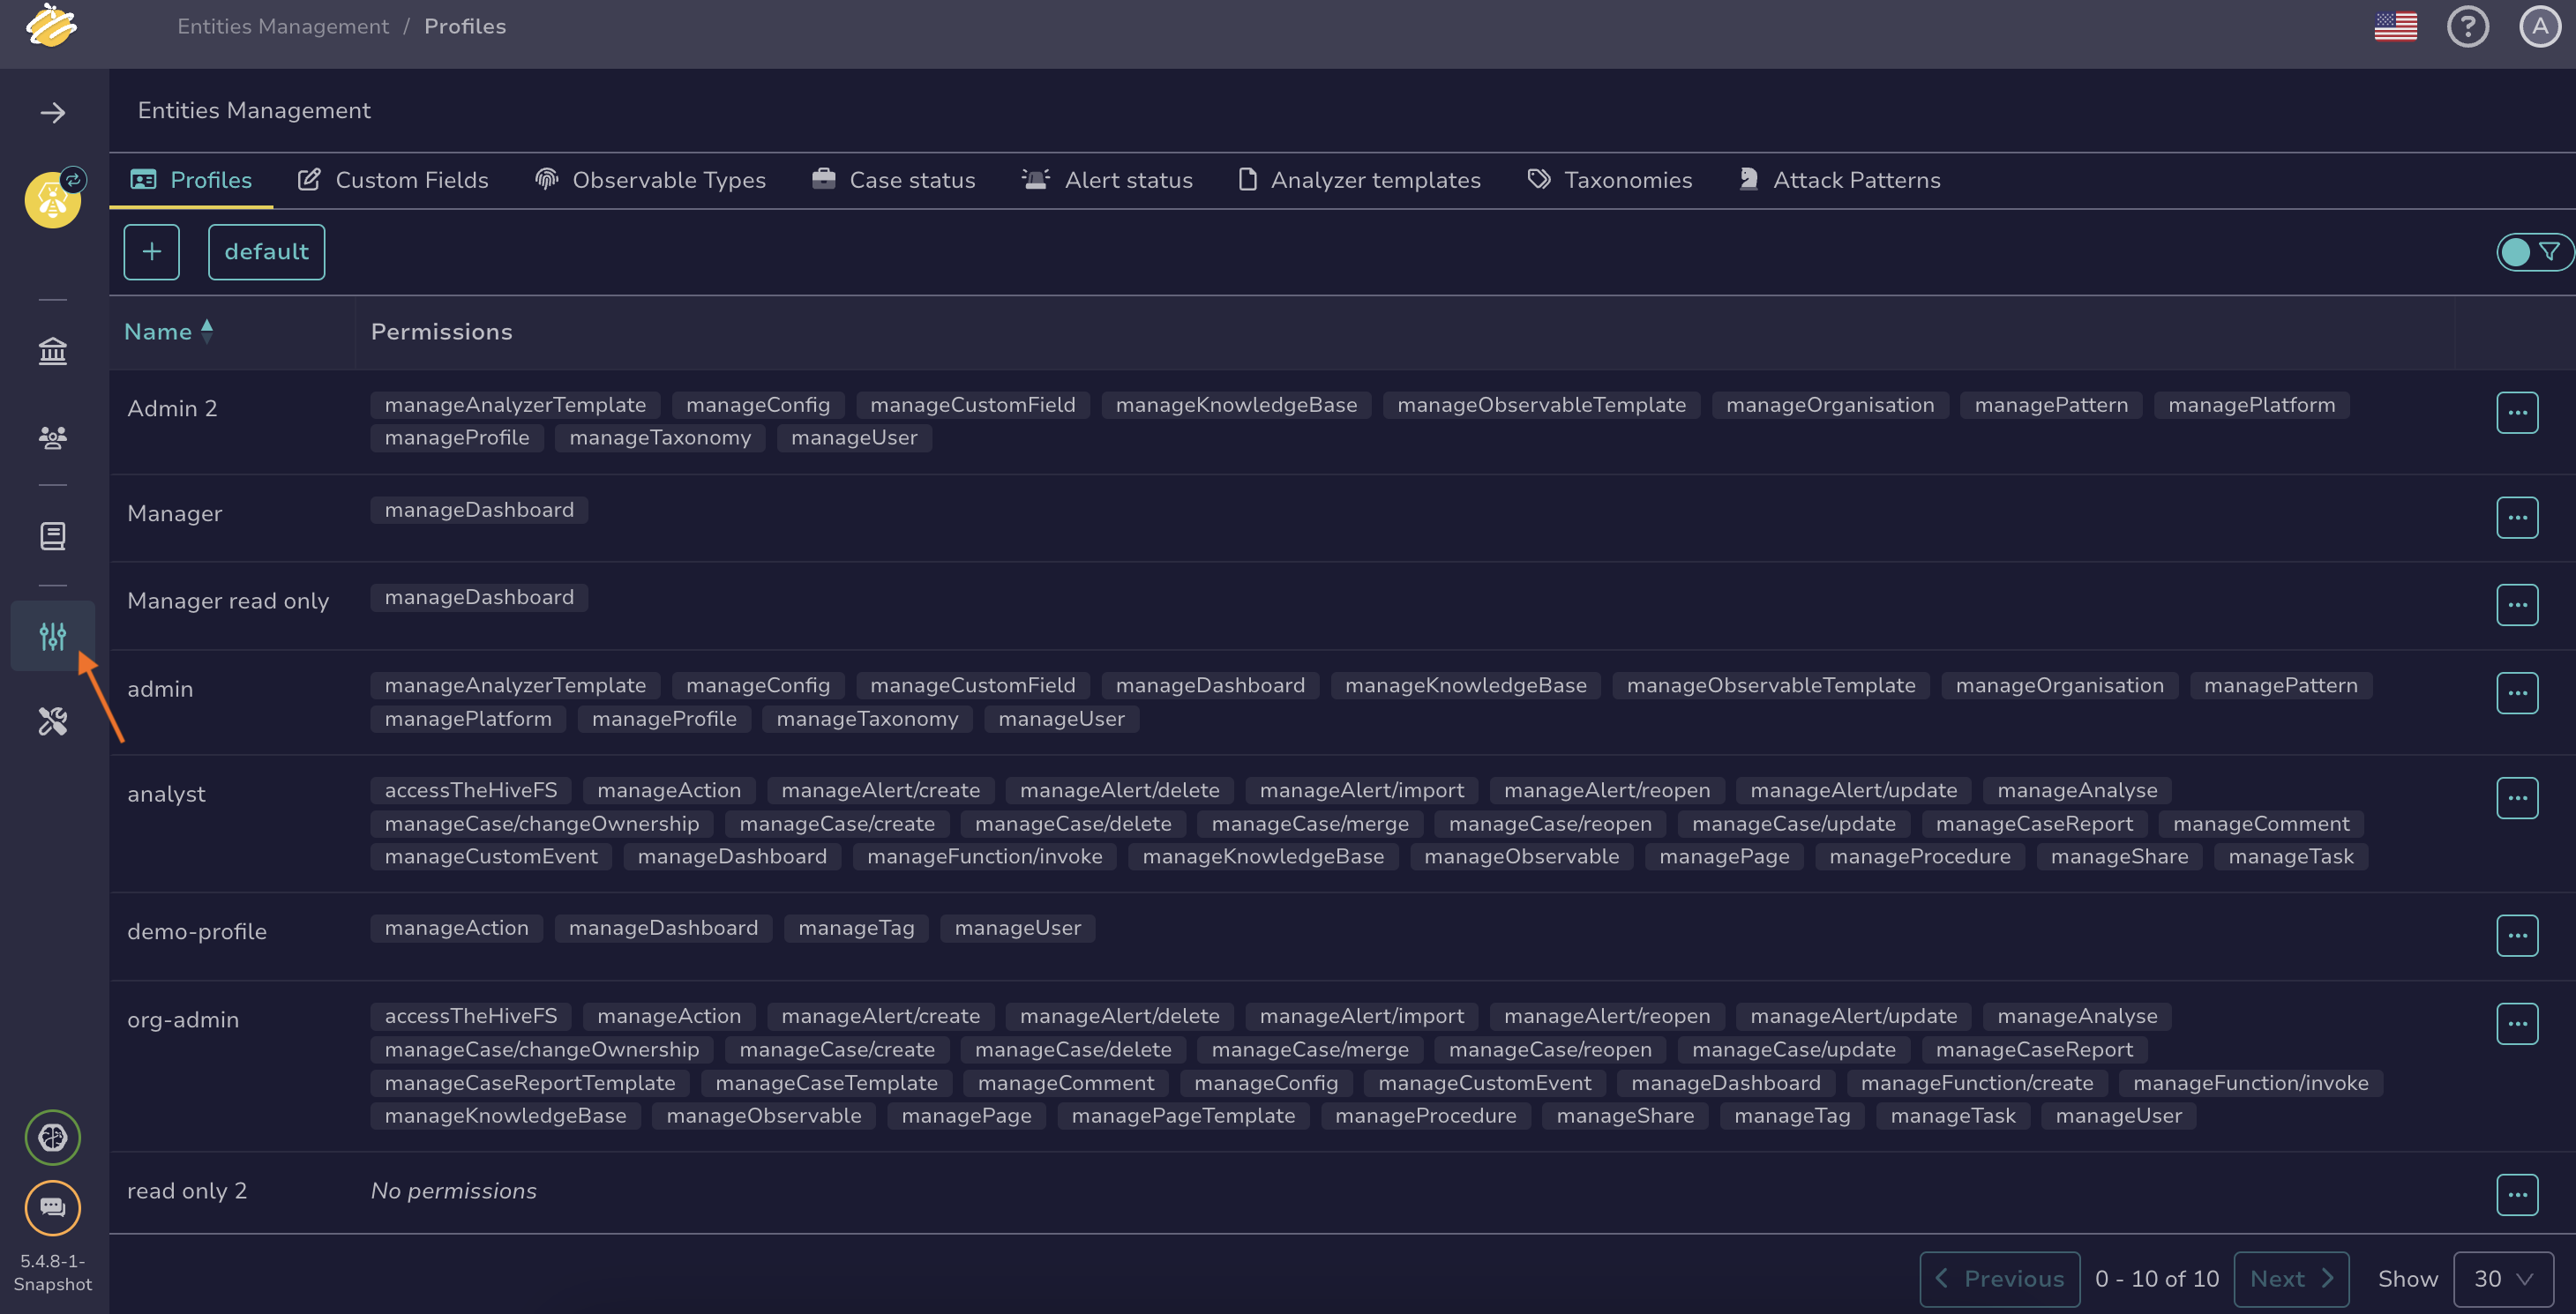 Entities Management / Profiles
A
Entities Management
Profiles Custom Fields Observable Types Case status Alert status Analyzer templates Taxonomies Attack Patterns
+ default
Name Permissions
Admin 2 manageAnalyzerTemplate manageConfig manageCustomField manageKnowledgeBase manageObservableTemplate manageOrganisation managePattern managePlatform
manageProfile manageTaxonomy manageUser
Manager manageDashboard
Manager read only manageDashboard
admin manageAnalyzerTemplate manageConfig manageCustomField manageDashboard manageKnowledgeBase manageObservableTemplate manageOrganisation managePattern
managePlatform manageProfile manageTaxonomy manageUser
analyst accessTheHiveFS manageAction manageAlert/create manageAlert/delete manageAlert/import manageAlert/reopen manageAlert/update manageAnalyse
manageCase/changeOwnership manageCase/create manageCase/delete manageCase/merge manageCase/reopen manageCase/update manageCaseReport manageComment
manageCustomEvent manageDashboard manageFunction/invoke manageKnowledgeBase manageObservable managePage manageProcedure manageShare manageTask
demo-profile manageAction manageDashboard manageTag manageUser
org-admin accessTheHiveFS manageAction manageAlert/create manageAlert/delete manageAlert/import manageAlert/reopen manageAlert/update manageAnalyse
manageCase/changeOwnership manageCase/create manageCase/delete manageCase/merge manageCase/reopen manageCase/update manageCaseReport
manageCaseReportTemplate manageCaseTemplate manageComment manageConfig manageCustomEvent manageDashboard manageFunction/create manageFunction/invoke
manageKnowledgeBase manageObservable managePage managePageTemplate manageProcedure manageShare manageTag manageTask manageUser
read only 2 No permissions
5.4.8-1-
Snapshot
Previous 0 - 10 of 10 Next Show 30